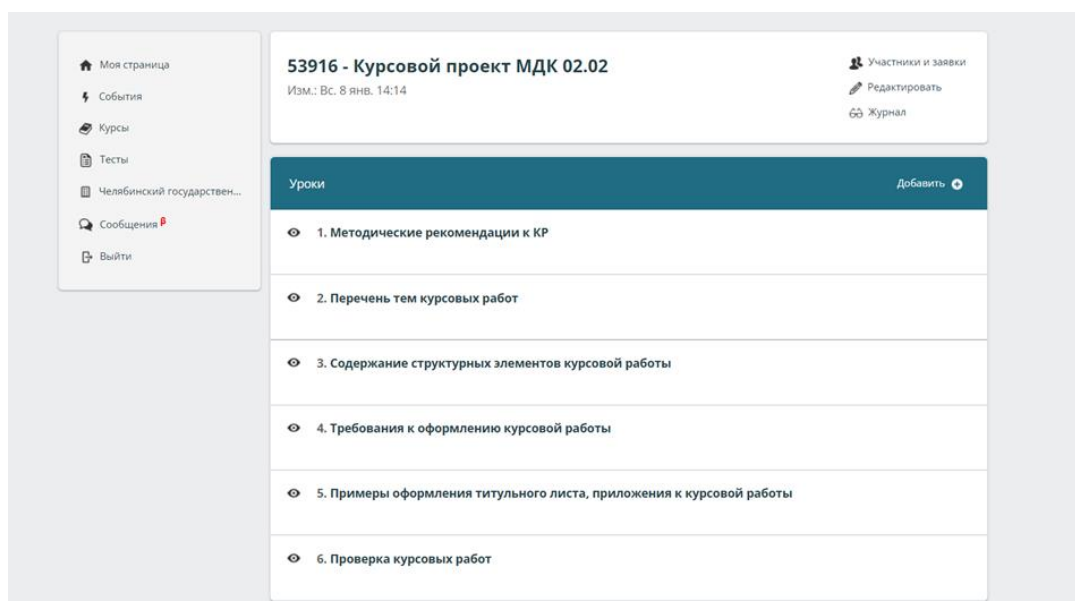 Моя страница
События
Курсы
Тесты
Челябинский государствен...
Сообщения β
Выйти
53916 - Курсовой проект МДК 02.02
Изм.: Вс. 8 янв. 14:14
Участники и заявки
Редактировать
Журнал
Уроки
Добавить
1. Методические рекомендации к КР
2. Перечень тем курсовых работ
3. Содержание структурных элементов курсовой работы
4. Требования к оформлению курсовой работы
5. Примеры оформления титульного листа, приложения к курсовой работы
6. Проверка курсовых работ